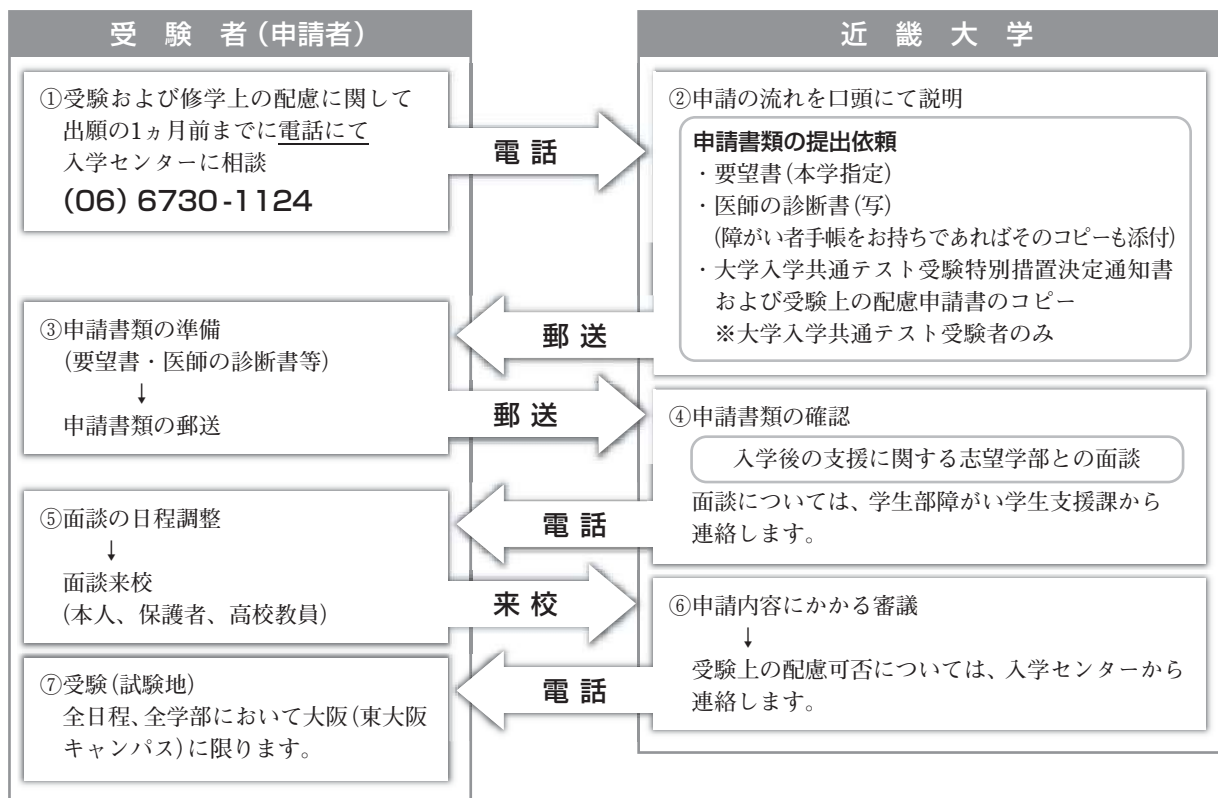 受験者(申請者)
近畿大学
①受験および修学上の配慮に関して
出願の1ヵ月前までに電話にて
入学センターに相談
(06) 6730-1124
電話
②申請の流れを口頭にて説明
申請書類の提出依頼
・要望書(本学指定)
・医師の診断書(写)
(障がい者手帳をお持ちであればそのコピーも添付)
・大学入学共通テスト受験特別措置決定通知書
および受験上の配慮申請書のコピー
※大学入学共通テスト受験者のみ
郵送
③申請書類の準備
(要望書・医師の診断書等)
↓
申請書類の郵送
郵送
④申請書類の確認
入学後の支援に関する志望学部との面談
面談については、学生部障がい学生支援課から
連絡します。
電話
⑤面談の日程調整
↓
面談来校
(本人、保護者、高校教員)
来校
⑥申請内容にかかる審議
↓
受験上の配慮可否については、入学センターから
連絡します。
電話
⑦受験(試験地)
全日程、全学部において大阪(東大阪
キャンパス)に限ります。